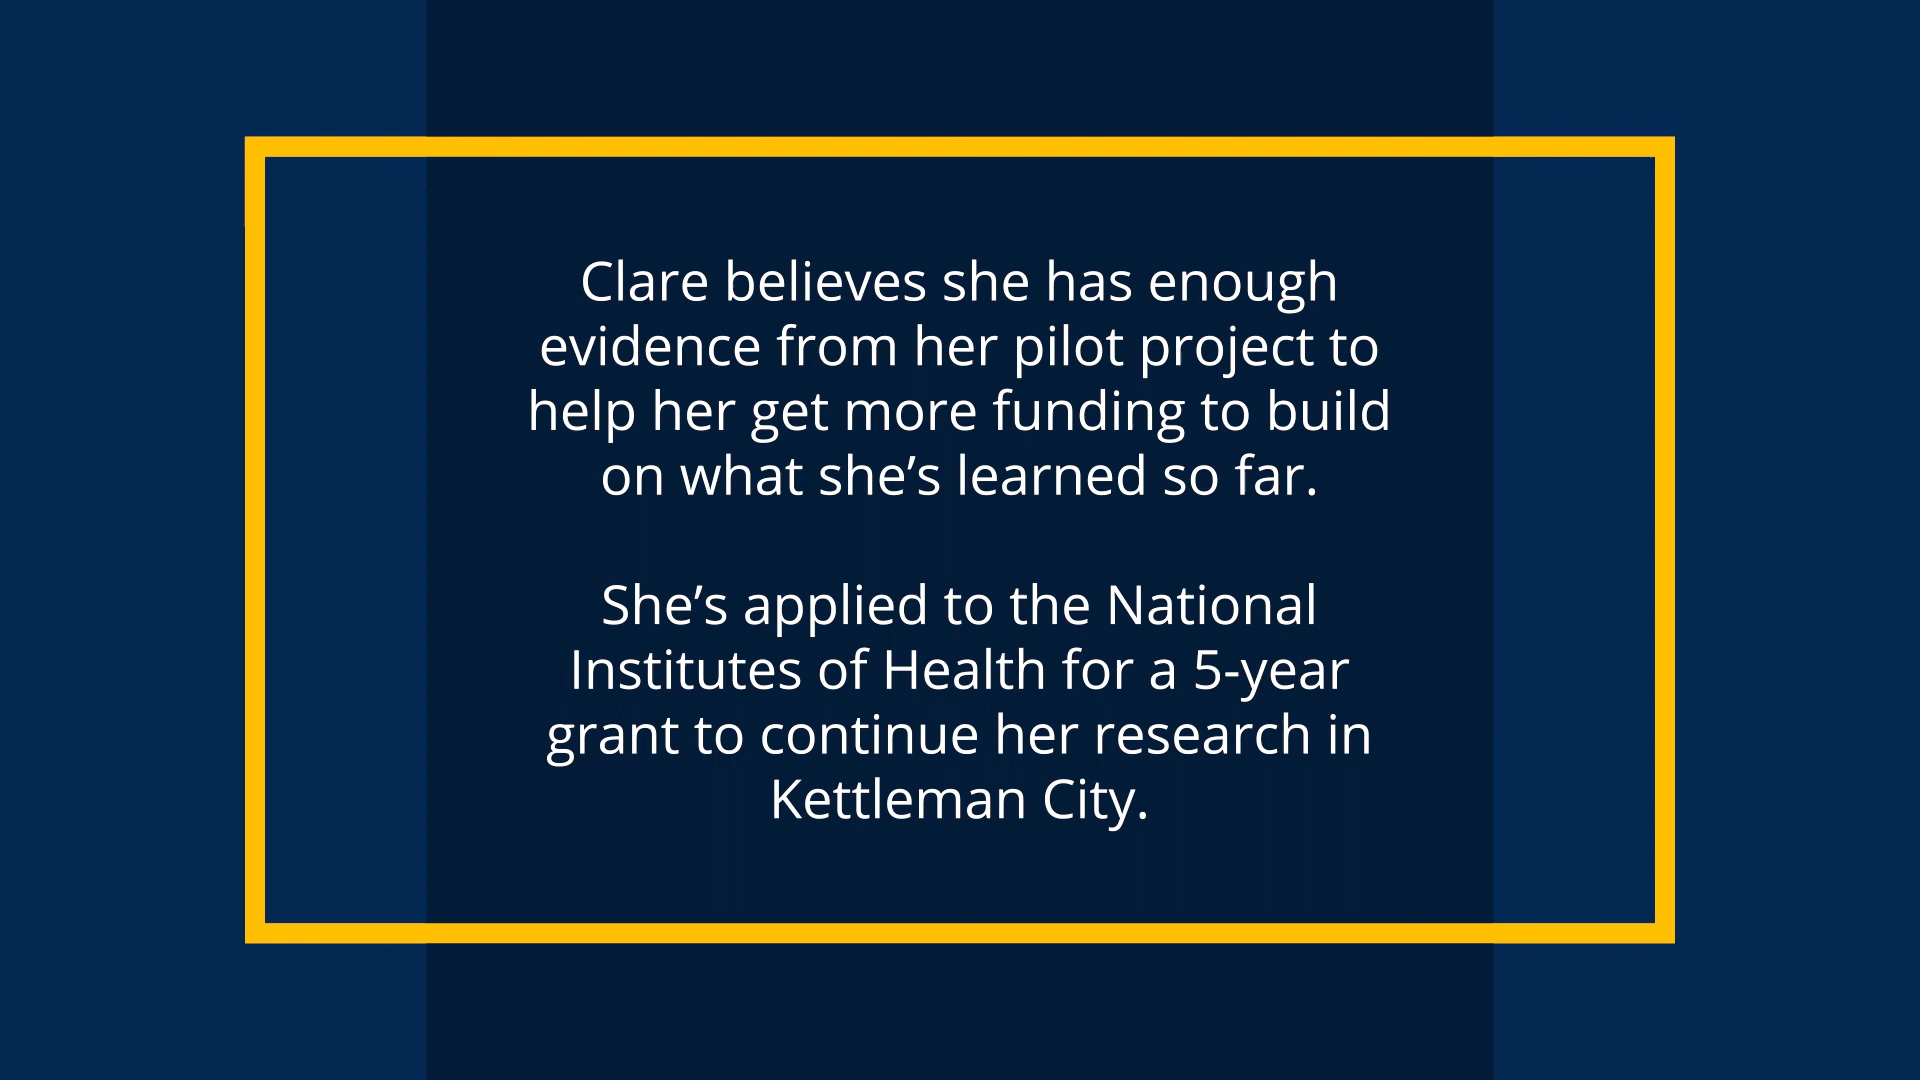 Clare believes she has enough
evidence from her pilot project to
help her get more funding to build
on what she’s learned so far.
She’s applied to the National
Institutes of Health for a 5-year
grant to continue her research in
Kettleman City.